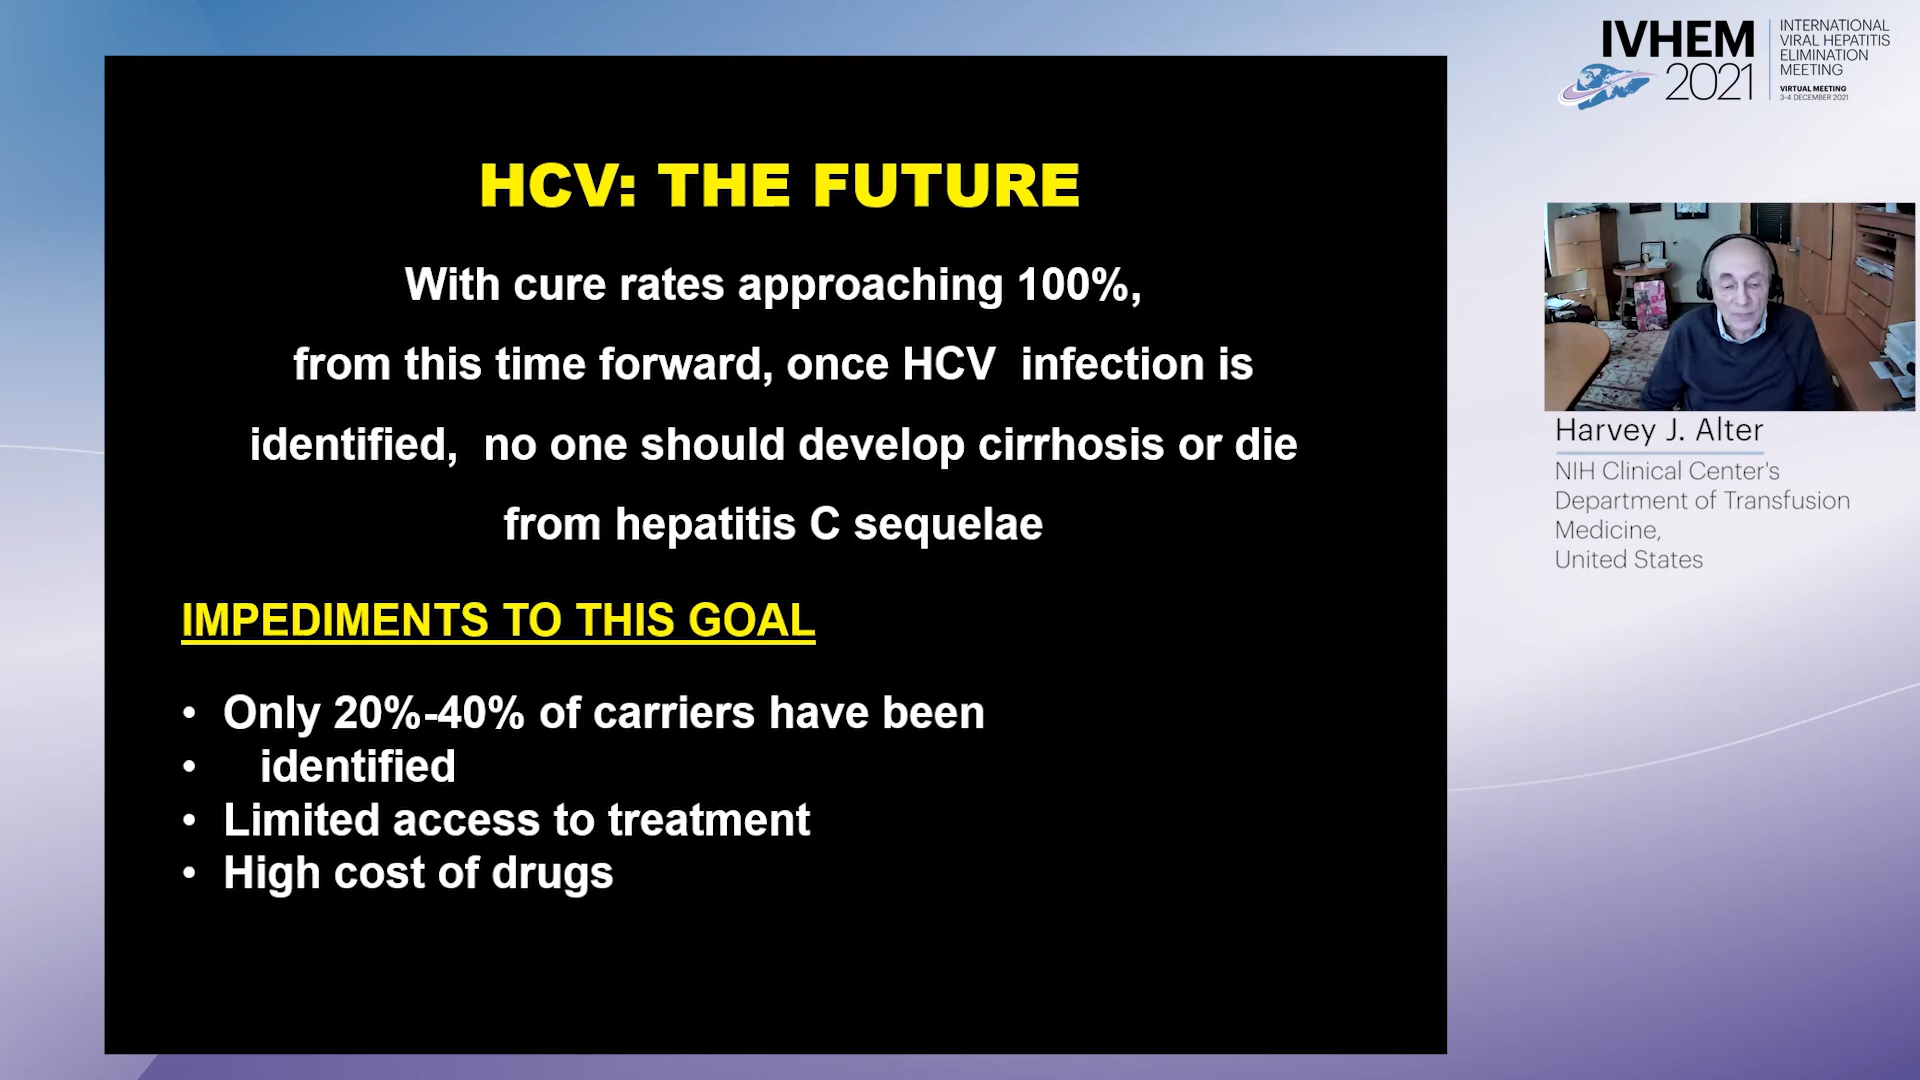 HCV: THE FUTURE
With cure rates approaching 100%,
from this time forward, once HCV  infection is
identified,  no one should develop cirrhosis or die
from hepatitis C sequelae
IMPEDIMENTS TO THIS GOAL
• Only 20%-40% of carriers have been
• identified
• Limited access to treatment
• High cost of drugs
IVHEM
2021
INTERNATIONAL
VIRAL HEPATITIS
ELIMINATION
MEETING
VIRTUAL MEETING
3-4 DECEMBER 2021
Harvey J. Alter
NIH Clinical Center's
Department of Transfusion
Medicine,
United States